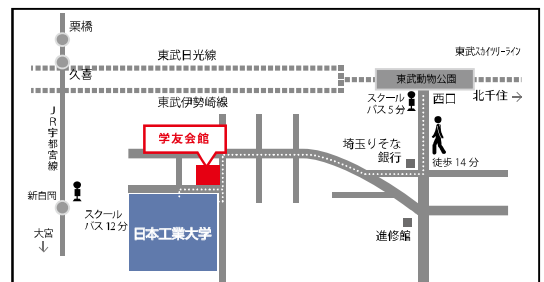 栗橋
東武日光線
東武スカイツリーライン
久喜
東武動物公園
東武伊勢崎線
スクール
バス5分
西口
北千住
JR宇都宮線
学友会館
埼玉りそな
銀行
徒歩14分
新白岡
スクール
バス12分
大宮
日本工業大学
進修館